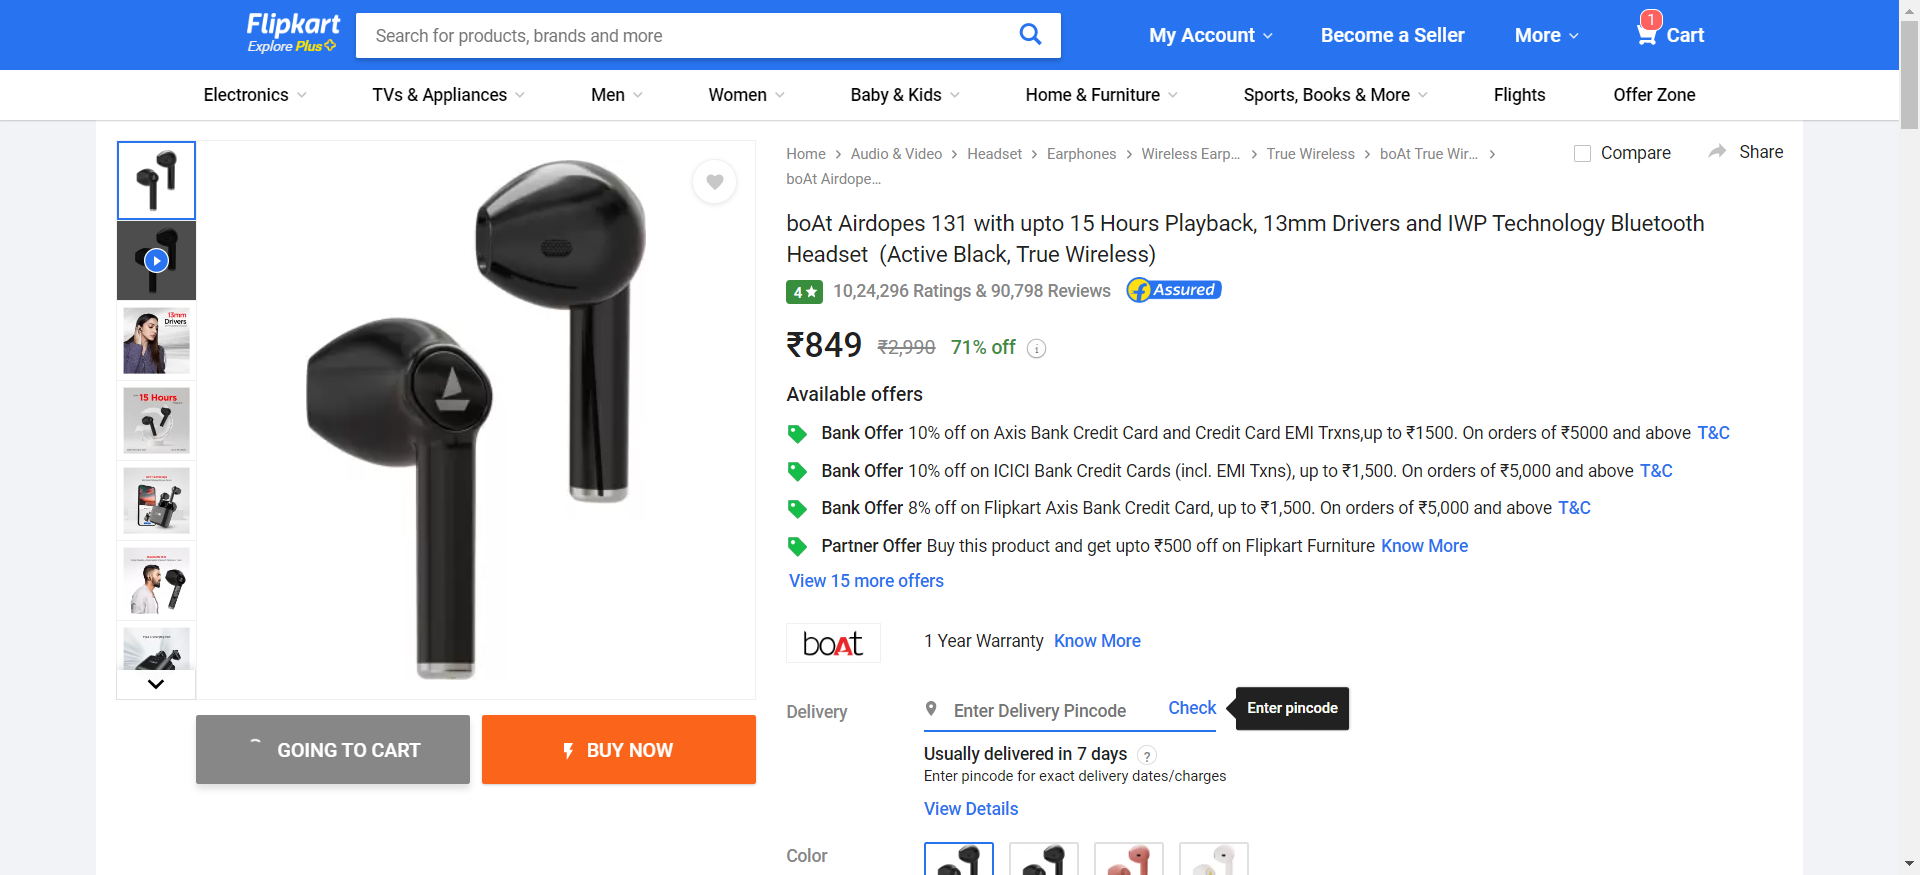 Flipkart
Explore Plus
Search for products, brands and more
My Account
Become a Seller
More
1
Cart
Electronics
TVs & Appliances
Men
Women
Baby & Kids
Home & Furniture
Sports, Books & More
Flights
Offer Zone
13mm
Drivers
15 Hours
Home
Audio & Video
Headset
Earphones
Wireless Earp...
True Wireless
boAt True Wir...
boAt Airdope...
Compare
Share
boAt Airdopes 131 with upto 15 Hours Playback, 13mm Drivers and IWP Technology Bluetooth
Headset (Active Black, True Wireless)
4
10,24,296 Ratings & 90,798 Reviews
Assured
₹849 ₹2,990 71% off
Available offers
Bank Offer 10% off on Axis Bank Credit Card and Credit Card EMI Trxns,up to ₹1500. On orders of ₹5000 and above T&C
Bank Offer 10% off on ICICI Bank Credit Cards (incl. EMI Txns), up to ₹1,500. On orders of ₹5,000 and above T&C
Bank Offer 8% off on Flipkart Axis Bank Credit Card, up to ₹1,500. On orders of ₹5,000 and above T&C
Partner Offer Buy this product and get upto ₹500 off on Flipkart Furniture Know More
View 15 more offers
boAt
1 Year Warranty Know More
Delivery
Enter Delivery Pincode
Check
Enter pincode
Usually delivered in 7 days ?
Enter pincode for exact delivery dates/charges
View Details
GOING TO CART
BUY NOW
Color